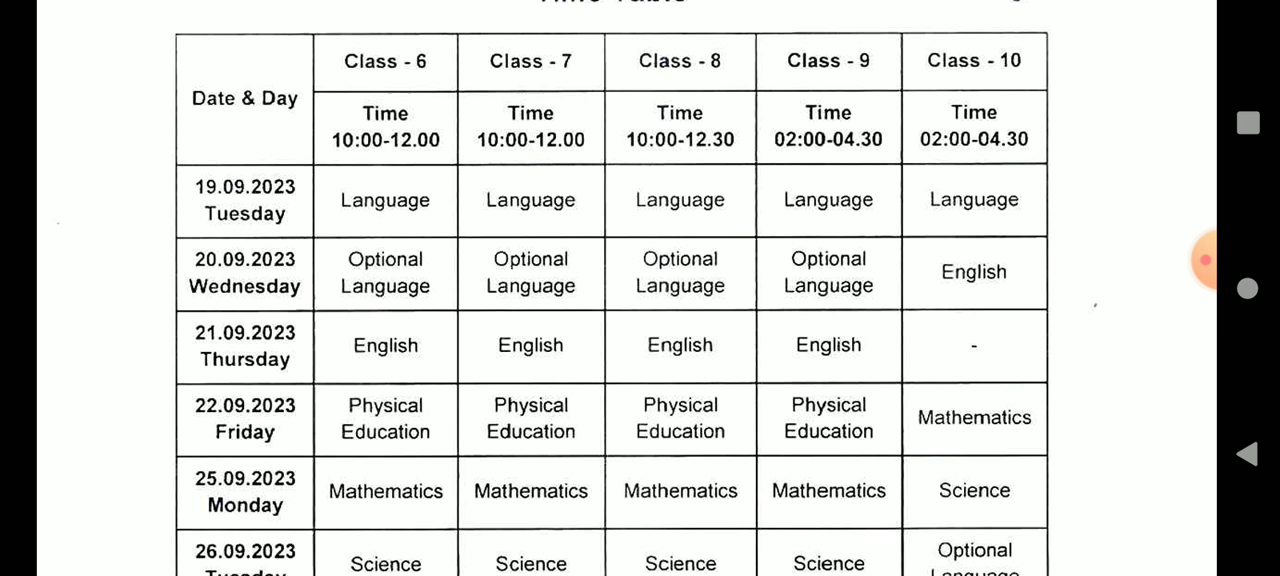 Class - 6
Class - 7
Class - 8
Class - 9
Class - 10
Date & Day
Time
10:00-12.00
Time
10:00-12.00
Time
10:00-12.30
Time
02:00-04.30
Time
02:00-04.30
19.09.2023
Tuesday
Language
Language
Language
Language
Language
20.09.2023
Wednesday
Optional
Language
Optional
Language
Optional
Language
Optional
Language
English
21.09.2023
Thursday
English
English
English
English
-
22.09.2023
Friday
Physical
Education
Physical
Education
Physical
Education
Physical
Education
Mathematics
25.09.2023
Monday
Mathematics
Mathematics
Mathematics
Mathematics
Science
26.09.2023
Tuesday
Science
Science
Science
Science
Optional
Language